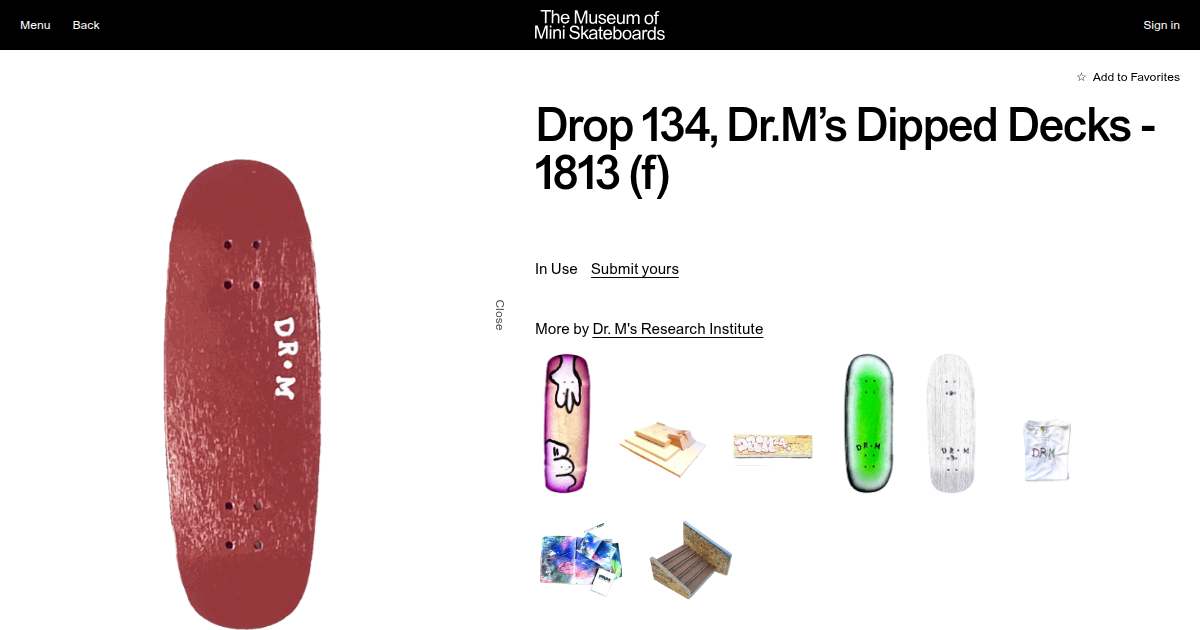 Menu
Back
The Museum of
Mini Skateboards
Sign in
☆ Add to Favorites
Drop 134, Dr.M’s Dipped Decks -
1813 (f)
In Use Submit yours
Close
More by Dr. M's Research Institute
DR•M
DR•M
DR•M
DR•M